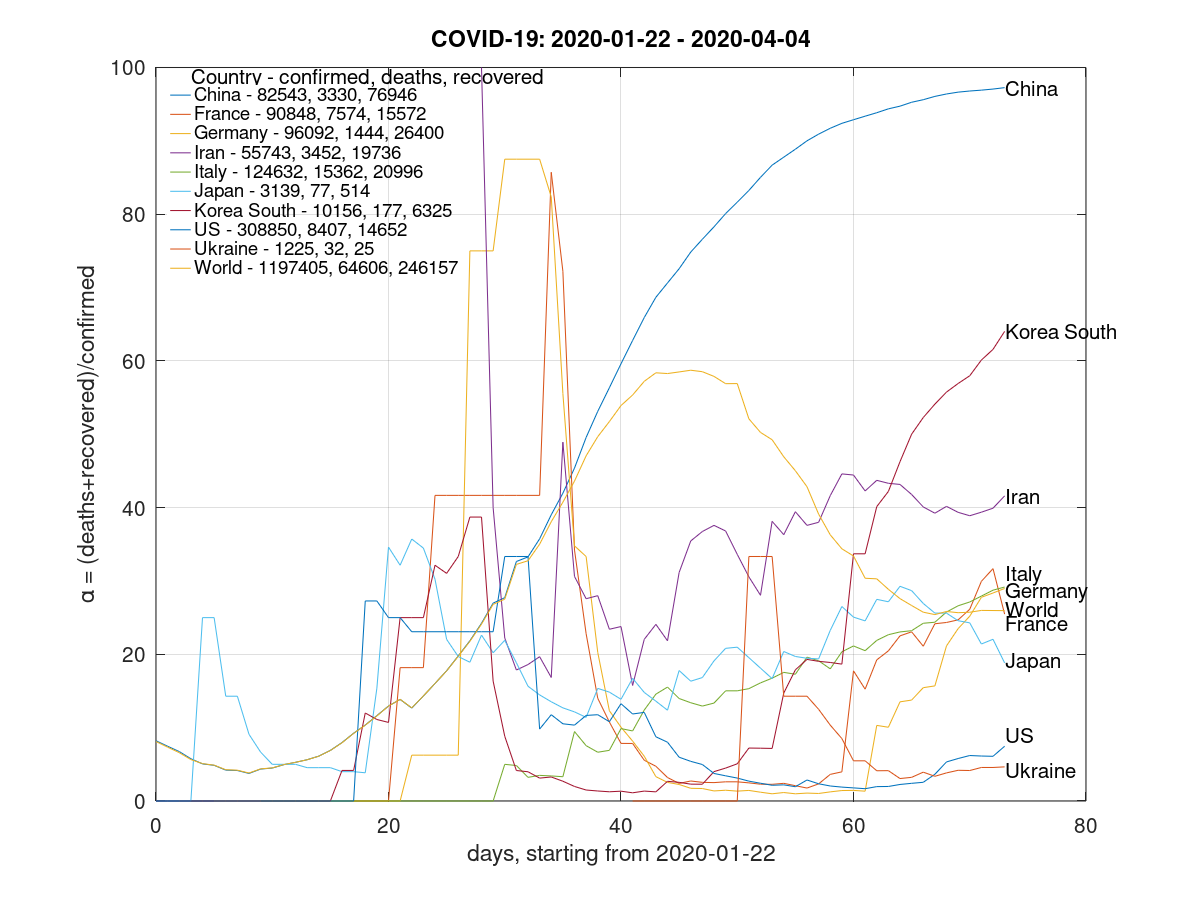 COVID-19: 2020-01-22 - 2020-04-04
100
80
60
40
20
0
α = (deaths+recovered)/confirmed
Country - confirmed, deaths, recovered
China - 82543, 3330, 76946
France - 90848, 7574, 15572
Germany - 96092, 1444, 26400
Iran - 55743, 3452, 19736
Italy - 124632, 15362, 20996
Japan - 3139, 77, 514
Korea South - 10156, 177, 6325
US - 308850, 8407, 14652
Ukraine - 1225, 32, 25
World - 1197405, 64606, 246157
China
Korea South
Iran
Italy
Germany
World
France
Japan
US
Ukraine
0 20 40 60 80
days, starting from 2020-01-22